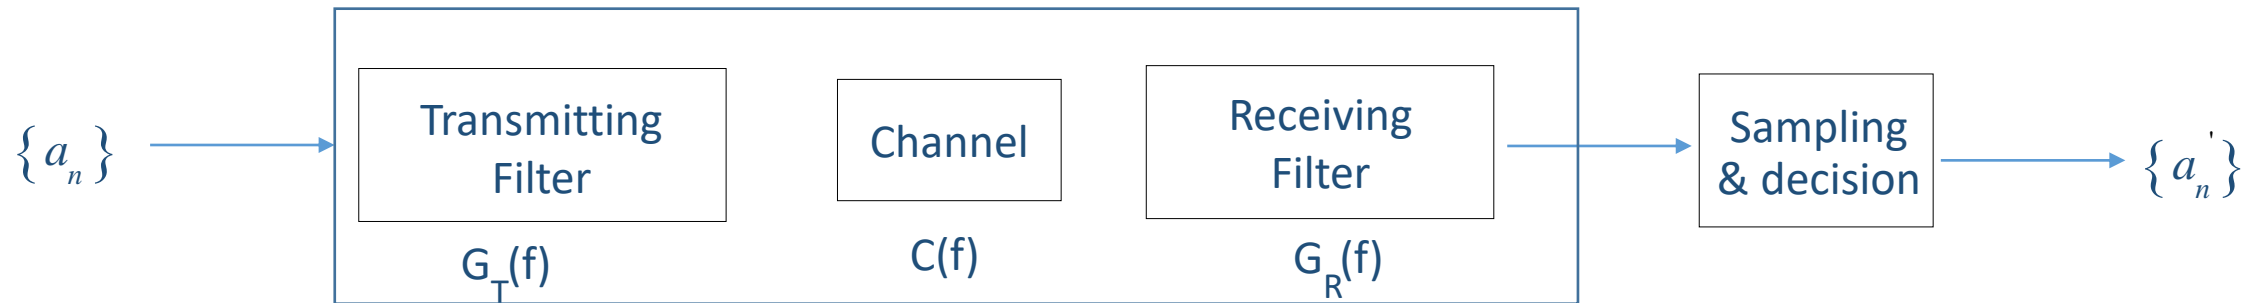 { a_n }
Transmitting
Filter
G_T(f)
Channel
C(f)
Receiving
Filter
G_R(f)
Sampling
& decision
{ a_n' }